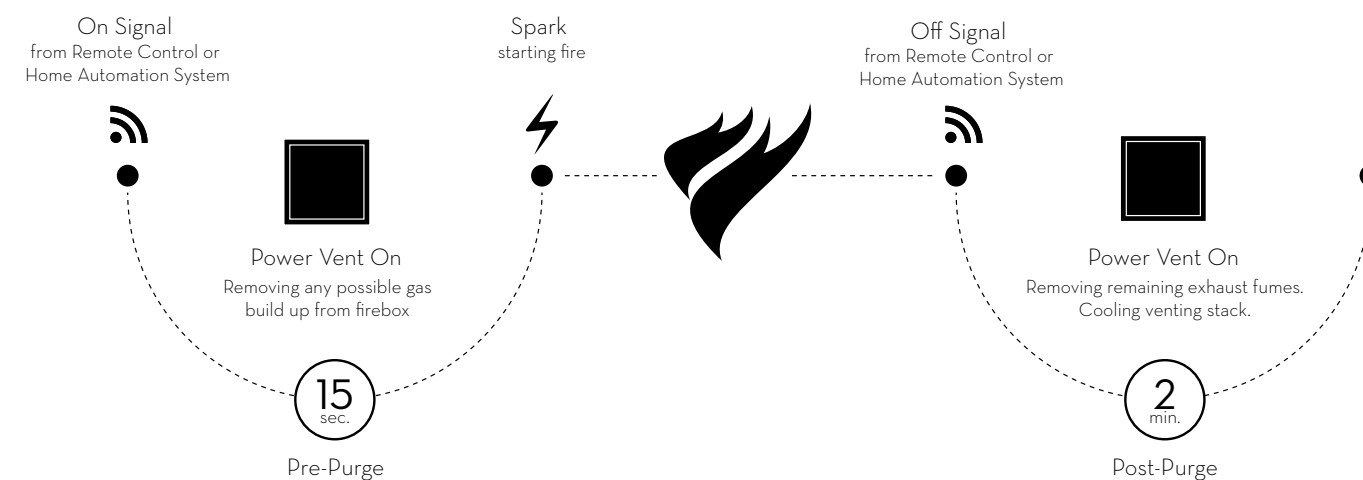 On Signal
from Remote Control or
Home Automation System
Power Vent On
Removing any possible gas
build up from firebox
15
sec.
Pre-Purge
Spark
starting fire
Off Signal
from Remote Control or
Home Automation System
Power Vent On
Removing remaining exhaust fumes.
Cooling venting stack.
2
min.
Post-Purge